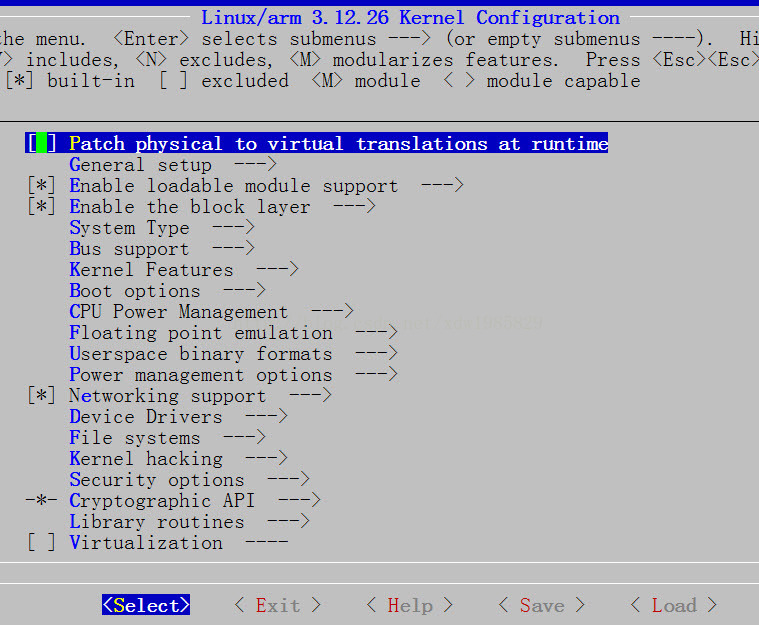 Linux/arm 3.12.26 Kernel Configuration
the menu.  <Enter> selects submenus ---> (or empty submenus ----).  Hi
> includes, <N> excludes, <M> modularizes features.  Press <Esc><Esc>
[*] built-in  [ ] excluded  <M> module  < > module capable
[ ] Patch physical to virtual translations at runtime
General setup  --->
[*] Enable loadable module support  --->
[*] Enable the block layer  --->
System Type  --->
Bus support  --->
Kernel Features  --->
Boot options  --->
CPU Power Management  --->
Floating point emulation  --->
Userspace binary formats  --->
Power management options  --->
[*] Networking support  --->
Device Drivers  --->
File systems  --->
Kernel hacking  --->
Security options  --->
-*- Cryptographic API  --->
Library routines  --->
[ ] Virtualization  ----
<Select>    < Exit >    < Help >    < Save >    < Load >